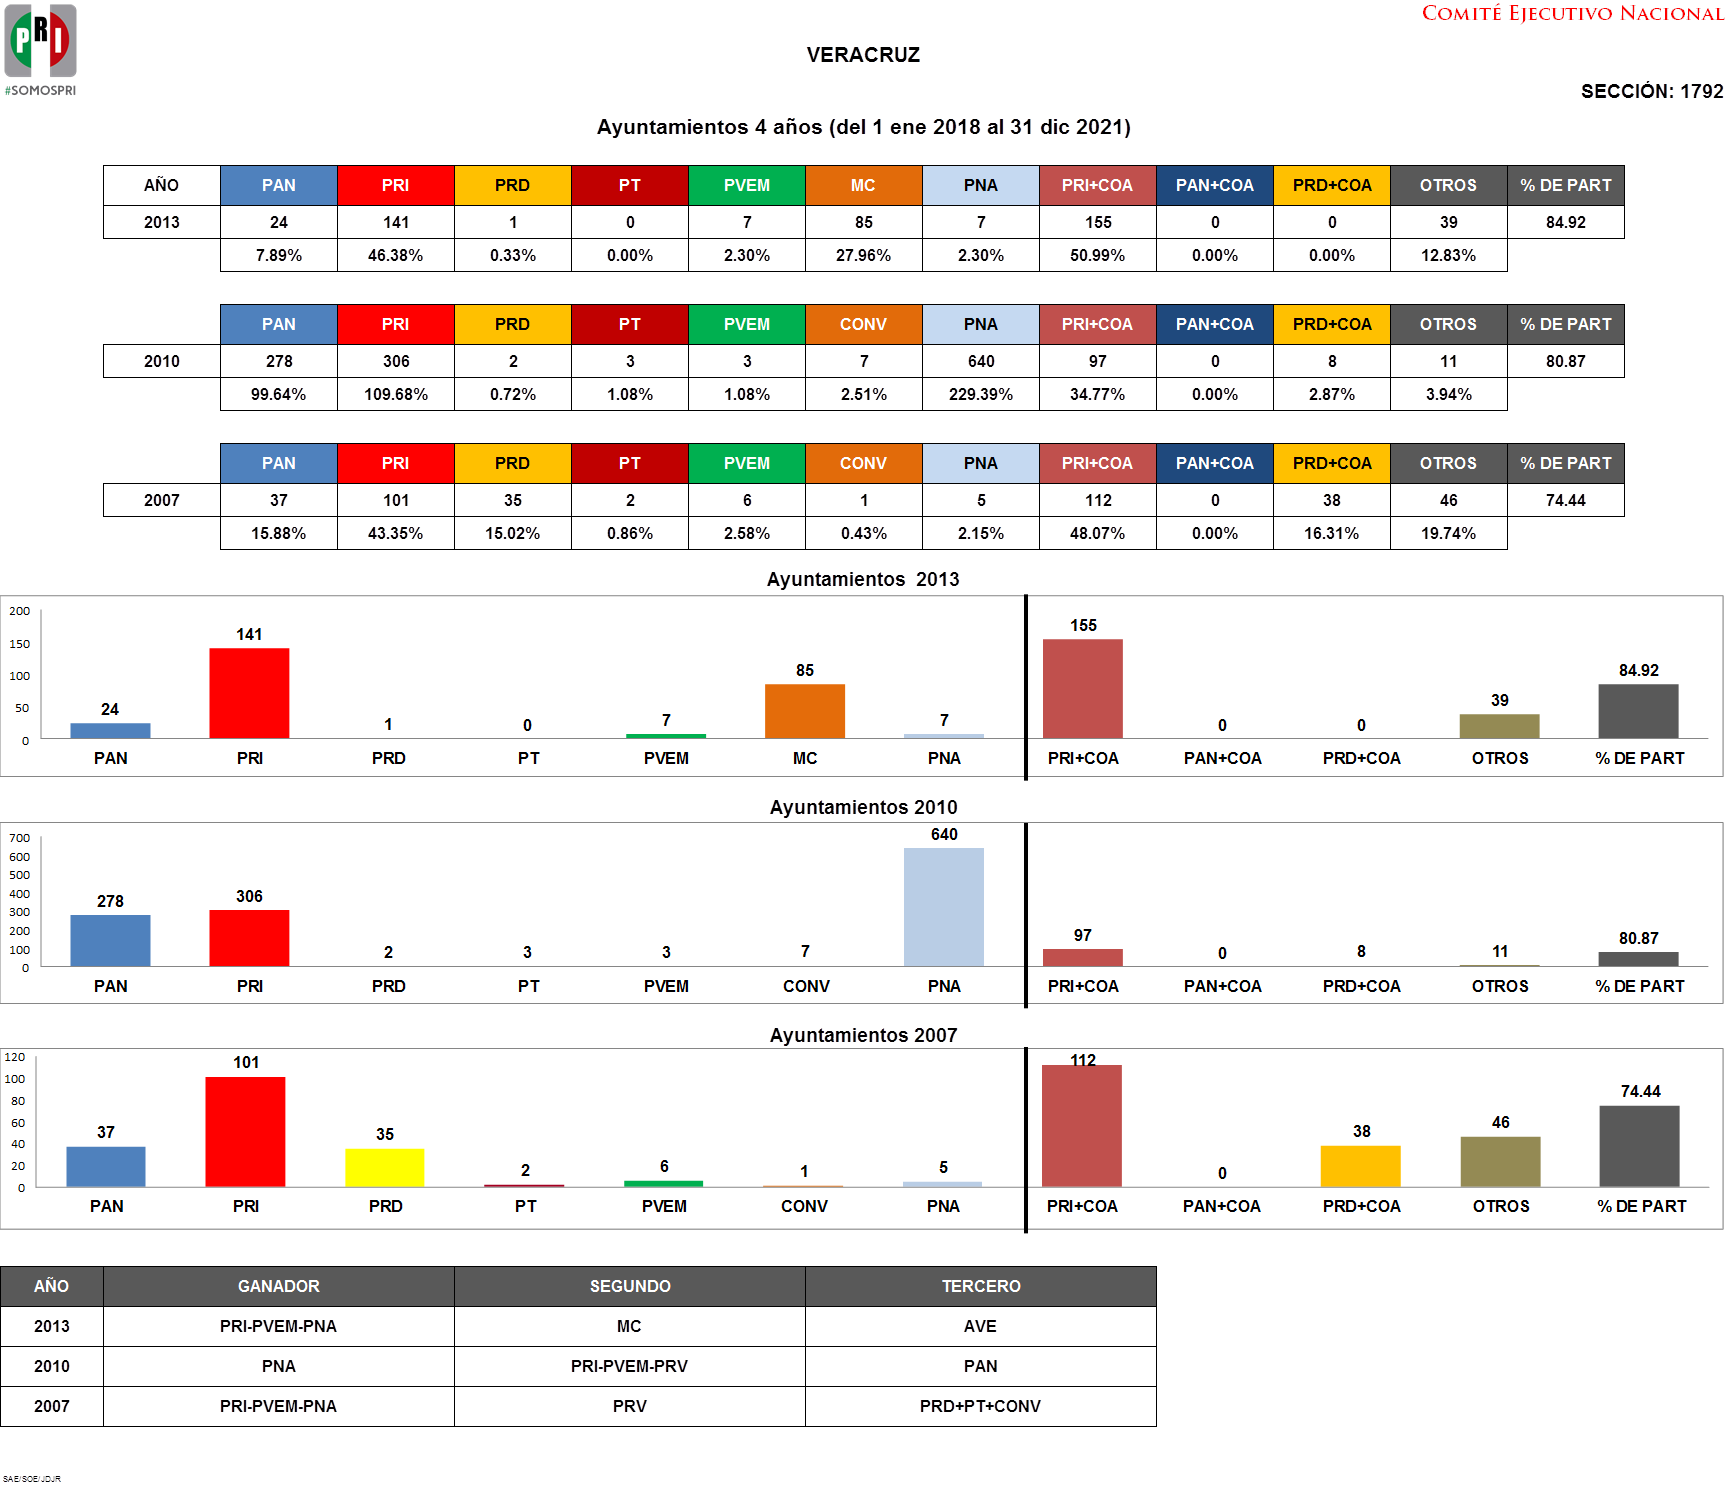 PRI
#SOMOSPRI
COMITÉ EJECUTIVO NACIONAL
VERACRUZ
SECCIÓN: 1792
Ayuntamientos 4 años (del 1 ene 2018 al 31 dic 2021)
AÑO PAN PRI PRD PT PVEM MC PNA PRI+COA PAN+COA PRD+COA OTROS % DE PART
2013 24 141 1 0 7 85 7 155 0 0 39 84.92
7.89% 46.38% 0.33% 0.00% 2.30% 27.96% 2.30% 50.99% 0.00% 0.00% 12.83%
PAN PRI PRD PT PVEM CONV PNA PRI+COA PAN+COA PRD+COA OTROS % DE PART
2010 278 306 2 3 3 7 640 97 0 8 11 80.87
99.64% 109.68% 0.72% 1.08% 1.08% 2.51% 229.39% 34.77% 0.00% 2.87% 3.94%
PAN PRI PRD PT PVEM CONV PNA PRI+COA PAN+COA PRD+COA OTROS % DE PART
2007 37 101 35 2 6 1 5 112 0 38 46 74.44
15.88% 43.35% 15.02% 0.86% 2.58% 0.43% 2.15% 48.07% 0.00% 16.31% 19.74%
Ayuntamientos 2013
200
150
100
50
0
24 141 1 0 7 85 7 155 0 0 39 84.92
PAN PRI PRD PT PVEM MC PNA PRI+COA PAN+COA PRD+COA OTROS % DE PART
Ayuntamientos 2010
700
600
500
400
300
200
100
0
278 306 2 3 3 7 640 97 0 8 11 80.87
PAN PRI PRD PT PVEM CONV PNA PRI+COA PAN+COA PRD+COA OTROS % DE PART
Ayuntamientos 2007
120
100
80
60
40
20
0
37 101 35 2 6 1 5 112 0 38 46 74.44
PAN PRI PRD PT PVEM CONV PNA PRI+COA PAN+COA PRD+COA OTROS % DE PART
AÑO GANADOR SEGUNDO TERCERO
2013 PRI-PVEM-PNA MC AVE
2010 PNA PRI-PVEM-PRV PAN
2007 PRI-PVEM-PNA PRV PRD+PT+CONV
SAE/SOE/JDJR